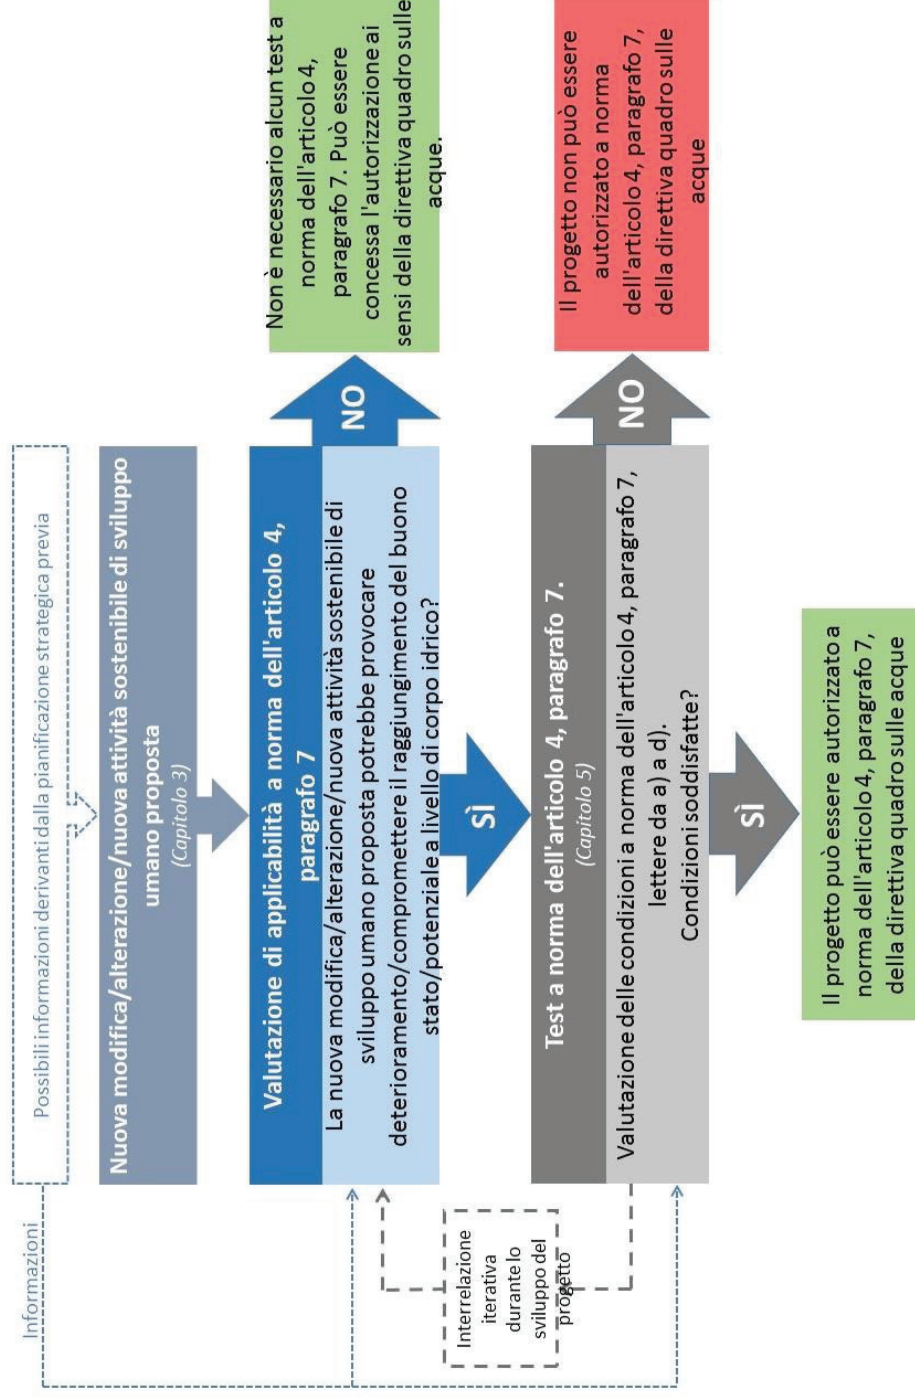 Informazioni
Possibili informazioni derivanti dalla pianificazione strategica previa
Nuova modifica/alterazione/nuova attività sostenibile di sviluppo
umano proposta
(Capitolo 3)
Valutazione di applicabilità a norma dell'articolo 4,
paragrafo 7
La nuova modifica/alterazione/nuova attività sostenibile di
sviluppo umano proposta potrebbe provocare
deterioramento/compromettere il raggiungimento del buono
stato/potenziale a livello di corpo idrico?
NO
Non è necessario alcun test a
norma dell'articolo 4,
paragrafo 7. Può essere
concessa l'autorizzazione ai
sensi della direttiva quadro sulle
acque.
SÌ
Interrelazione
iterativa
durante lo
sviluppo del
progetto
Test a norma dell'articolo 4, paragrafo 7.
(Capitolo 5)
Valutazione delle condizioni a norma dell'articolo 4, paragrafo 7,
lettere da a) a d).
Condizioni soddisfatte?
NO
Il progetto non può essere
autorizzato a norma
dell'articolo 4, paragrafo 7,
della direttiva quadro sulle
acque
SÌ
Il progetto può essere autorizzato a
norma dell'articolo 4, paragrafo 7,
della direttiva quadro sulle acque